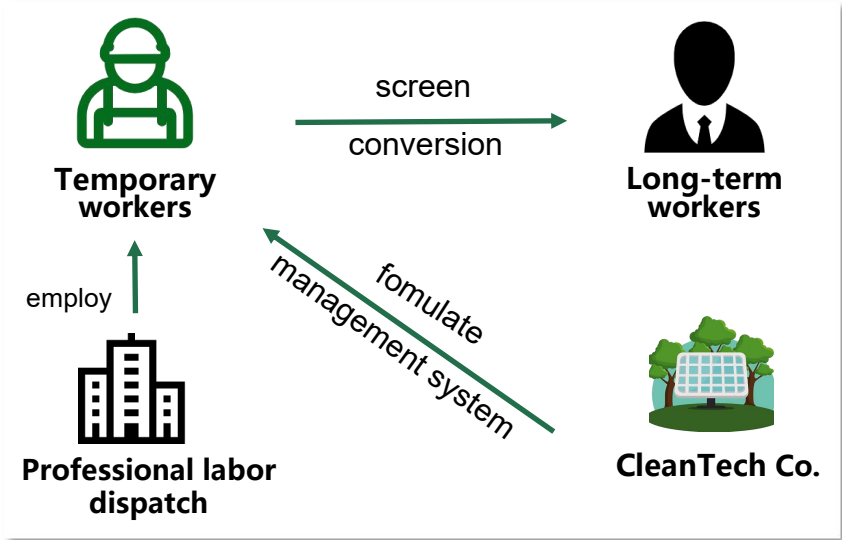 screen
conversion
Temporary
workers
Long-term
workers
employ
fomulate
management system
Professional labor
dispatch
CleanTech Co.